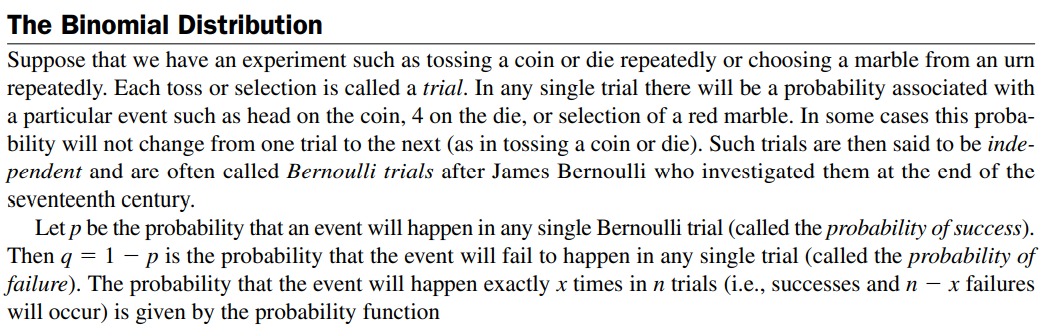 The Binomial Distribution
Suppose that we have an experiment such as tossing a coin or die repeatedly or choosing a marble from an urn
repeatedly. Each toss or selection is called a trial. In any single trial there will be a probability associated with
a particular event such as head on the coin, 4 on the die, or selection of a red marble. In some cases this proba-
bility will not change from one trial to the next (as in tossing a coin or die). Such trials are then said to be inde-
pendent and are often called Bernoulli trials after James Bernoulli who investigated them at the end of the
seventeenth century.
Let p be the probability that an event will happen in any single Bernoulli trial (called the probability of success).
Then q = 1 − p is the probability that the event will fail to happen in any single trial (called the probability of
failure). The probability that the event will happen exactly x times in n trials (i.e., successes and n − x failures
will occur) is given by the probability function